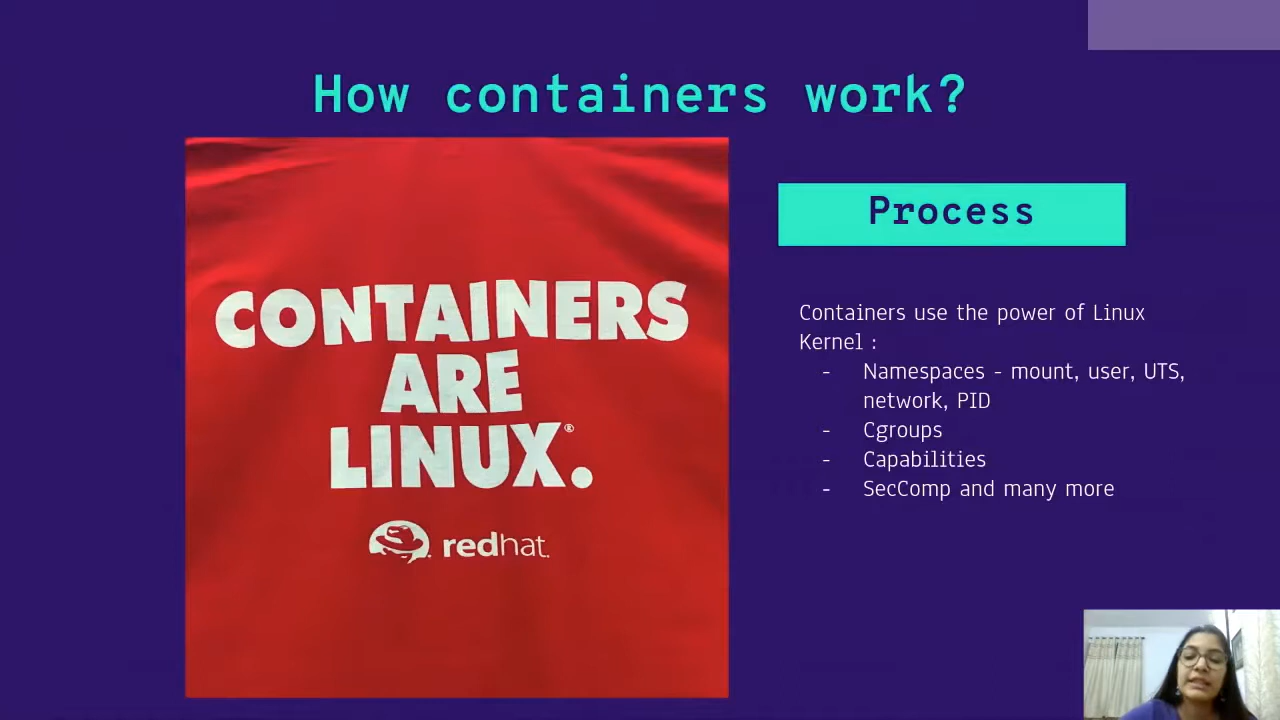 How containers work?
CONTAINERS
ARE
LINUX®.
redhat.
Process
Containers use the power of Linux
Kernel :
- Namespaces - mount, user, UTS,
network, PID
- Cgroups
- Capabilities
- SecComp and many more